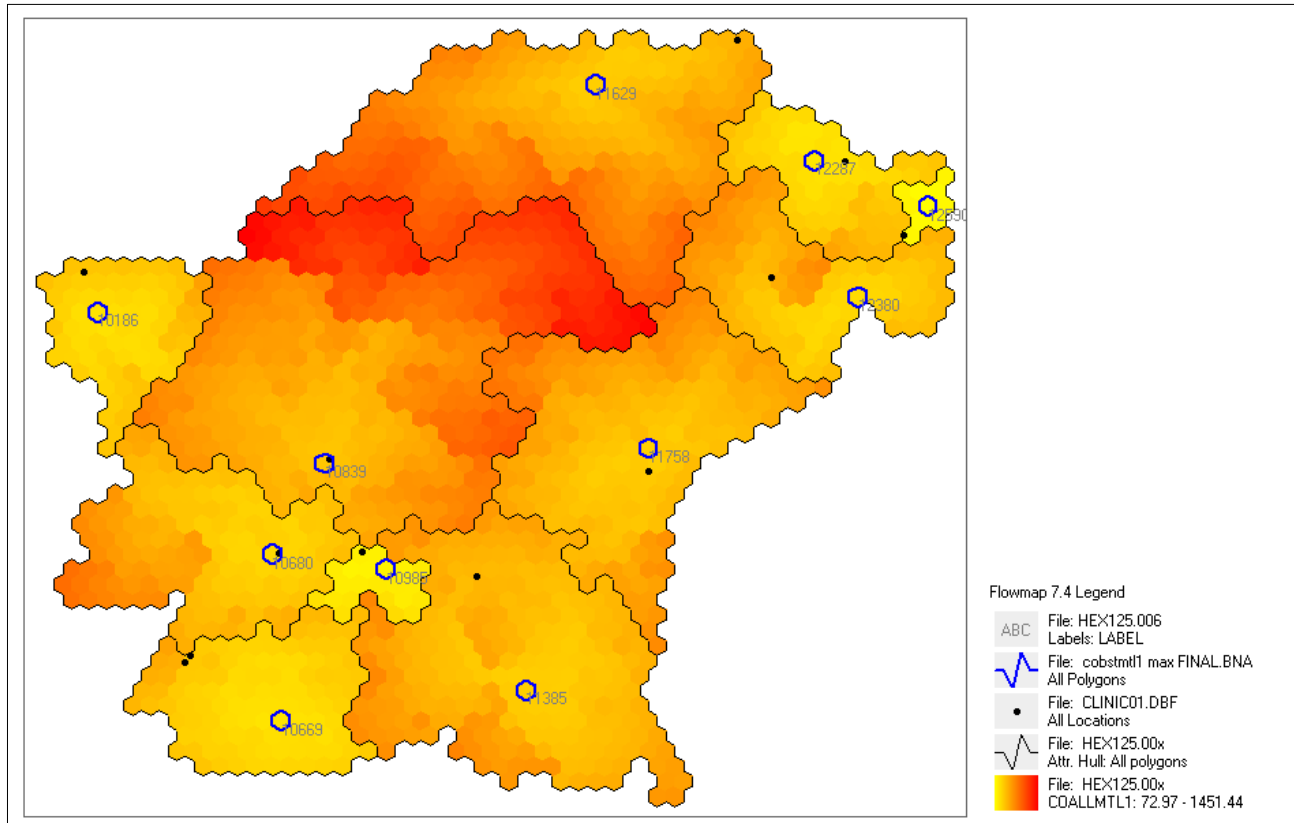 11629
12287
12690
10186
12380
11758
10839
10680
10985
11385
10669
Flowmap 7.4 Legend
ABC
File: HEX125.006
Labels: LABEL
File: cobstmtl1 max FINAL.BNA
All Polygons
File: CLINIC01.DBF
All Locations
File: HEX125.00x
Attr. Hull: All polygons
File: HEX125.00x
COALLMTL1: 72.97 - 1451.44